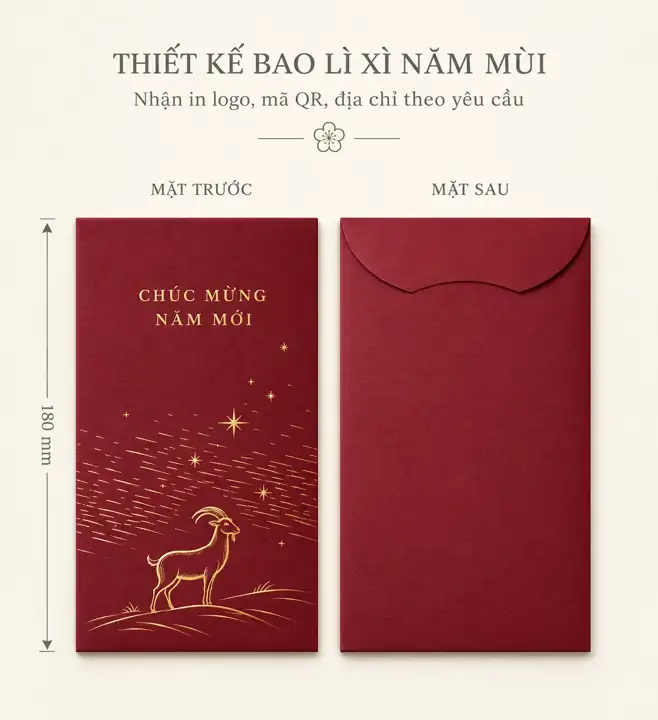 THIẾT KẾ BAO LÌ XÌ NĂM MÙI
Nhận in logo, mã QR, địa chỉ theo yêu cầu
MẶT TRƯỚC
MẶT SAU
CHÚC MỪNG
NĂM MỚI
180 mm